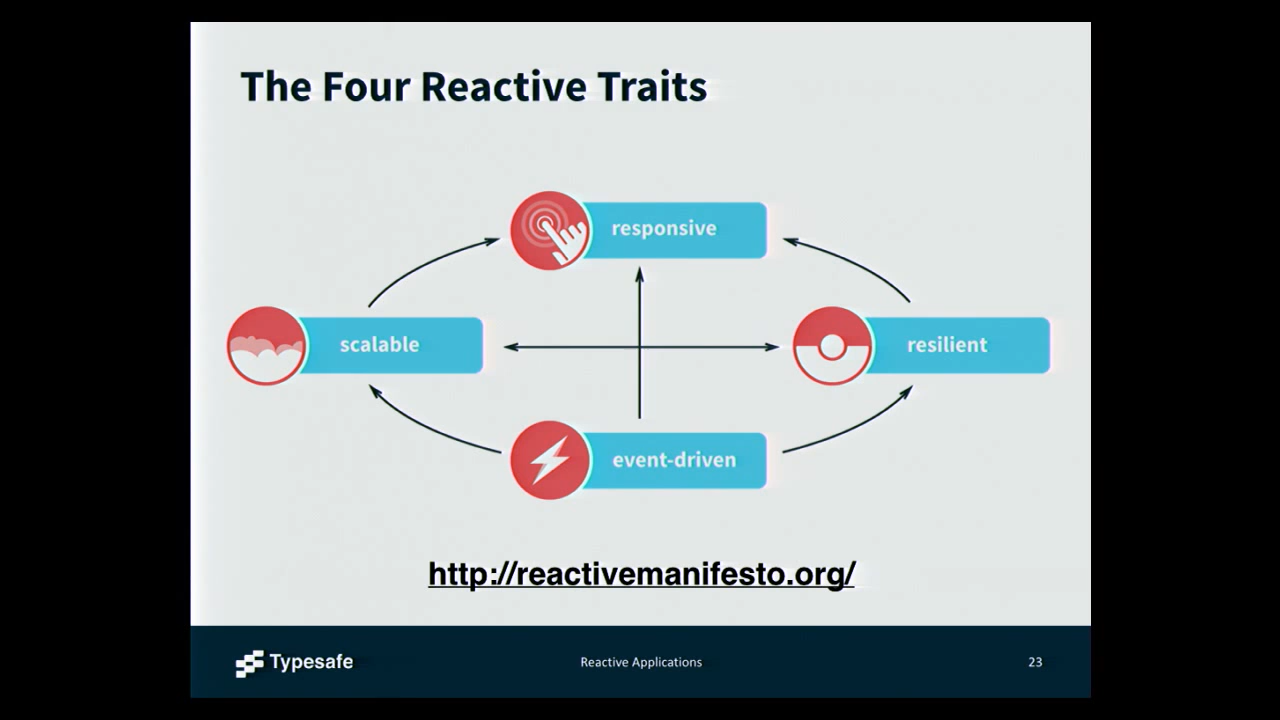 The Four Reactive Traits
responsive
scalable
resilient
event-driven
http://reactivemanifesto.org/
Typesafe
Reactive Applications
23